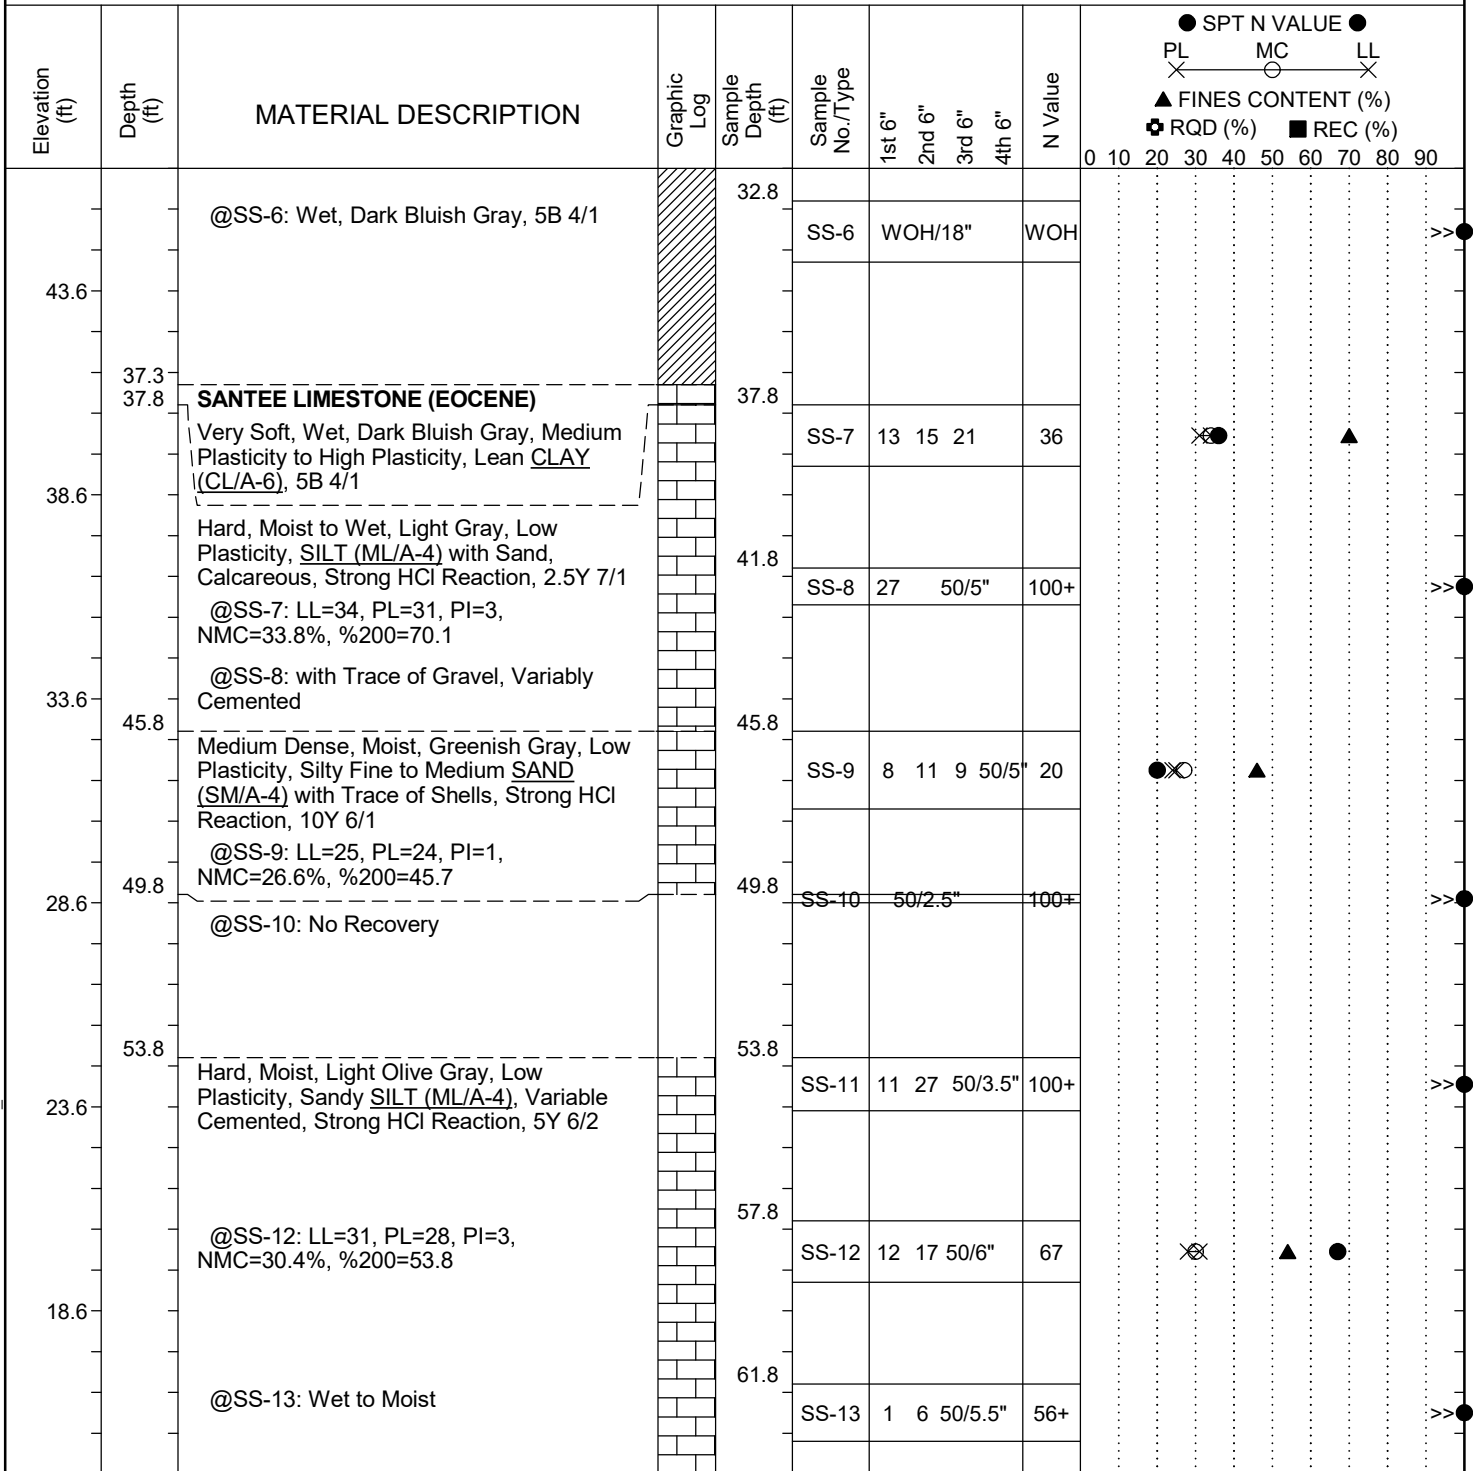 Elevation
(ft)
Depth
(ft)
MATERIAL DESCRIPTION
Graphic
Log
Sample
Depth
(ft)
Sample
No./Type
1st 6"
2nd 6"
3rd 6"
4th 6"
N Value
SPT N VALUE
PL MC LL
FINES CONTENT (%)
RQD (%) REC (%)
0 10 20 30 40 50 60 70 80 90
32.8
@SS-6: Wet, Dark Bluish Gray, 5B 4/1
SS-6 WOH/18" WOH >>
43.6
37.3
37.8 SANTEE LIMESTONE (EOCENE) 37.8
Very Soft, Wet, Dark Bluish Gray, Medium
Plasticity to High Plasticity, Lean CLAY
(CL/A-6), 5B 4/1
SS-7 13 15 21 36
38.6
Hard, Moist to Wet, Light Gray, Low
Plasticity, SILT (ML/A-4) with Sand,
Calcareous, Strong HCl Reaction, 2.5Y 7/1
41.8
SS-8 27 50/5" 100+ >>
@SS-7: LL=34, PL=31, PI=3,
NMC=33.8%, %200=70.1
@SS-8: with Trace of Gravel, Variably
Cemented
33.6
45.8 45.8
Medium Dense, Moist, Greenish Gray, Low
Plasticity, Silty Fine to Medium SAND
(SM/A-4) with Trace of Shells, Strong HCl
Reaction, 10Y 6/1
SS-9 8 11 9 50/5" 20
@SS-9: LL=25, PL=24, PI=1,
NMC=26.6%, %200=45.7
49.8 49.8
28.6 SS-10 50/2.5" 100+ >>
@SS-10: No Recovery
53.8 53.8
Hard, Moist, Light Olive Gray, Low
Plasticity, Sandy SILT (ML/A-4), Variable
Cemented, Strong HCl Reaction, 5Y 6/2
SS-11 11 27 50/3.5" 100+ >>
23.6
57.8
@SS-12: LL=31, PL=28, PI=3,
NMC=30.4%, %200=53.8
SS-12 12 17 50/6" 67
18.6
61.8
@SS-13: Wet to Moist
SS-13 1 6 50/5.5" 56+ >>